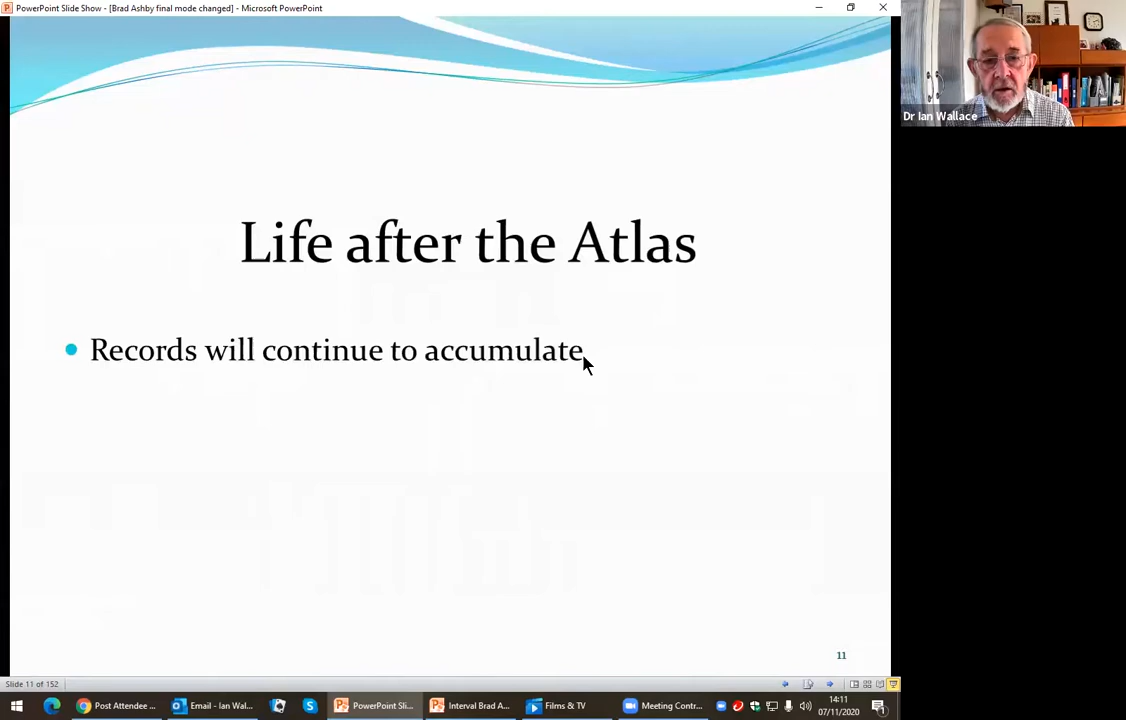 PowerPoint Slide Show - [Brad Ashby final mode changed] - Microsoft PowerPoint
Dr Ian Wallace
Life after the Atlas
Records will continue to accumulate
11
Slide 11 of 152
Post Attendee ...
Email - Ian Wal...
PowerPoint Sli...
Interval Brad A...
Films & TV
Meeting Contr...
14:11
07/11/2020